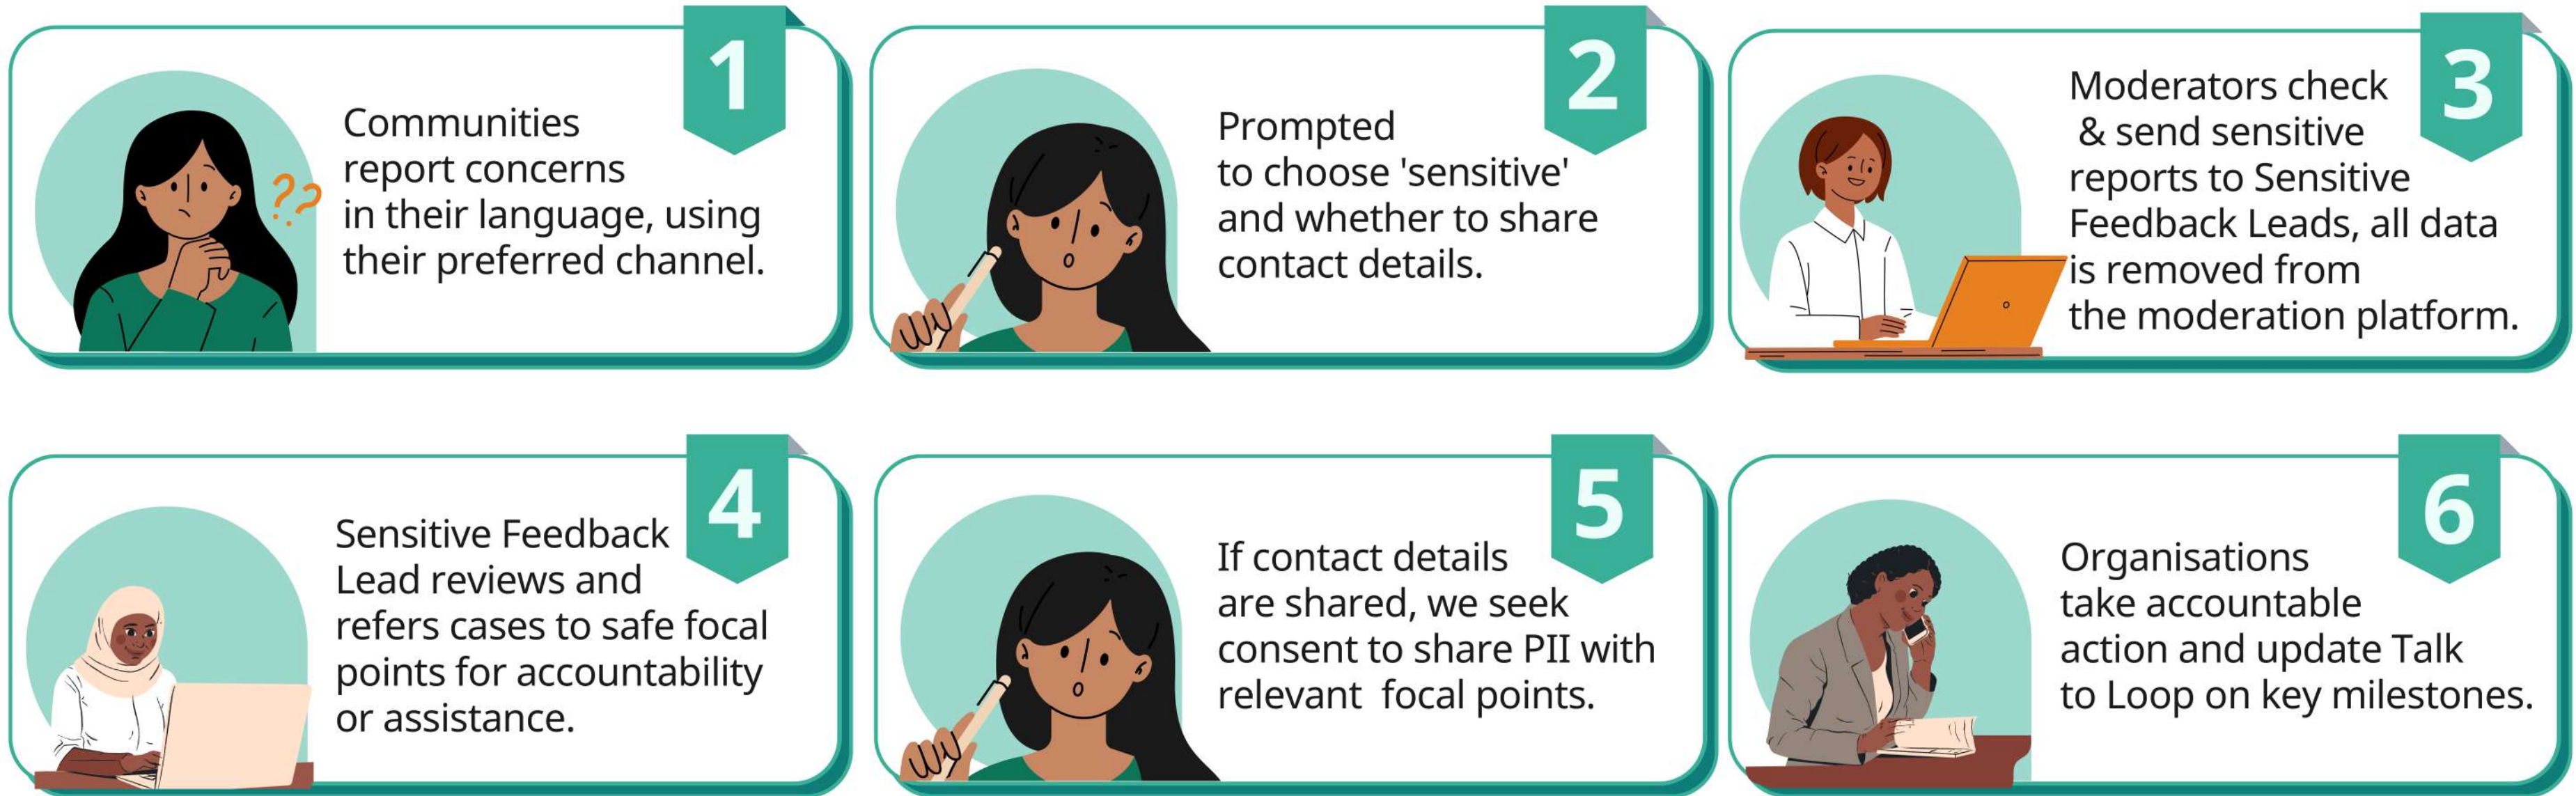 1
Communities
report concerns
in their language, using
their preferred channel.
2
Prompted
to choose 'sensitive'
and whether to share
contact details.
3
Moderators check
& send sensitive
reports to Sensitive
Feedback Leads, all data
is removed from
the moderation platform.
4
Sensitive Feedback
Lead reviews and
refers cases to safe focal
points for accountability
or assistance.
5
If contact details
are shared, we seek
consent to share PII with
relevant  focal points.
6
Organisations
take accountable
action and update Talk
to Loop on key milestones.
??